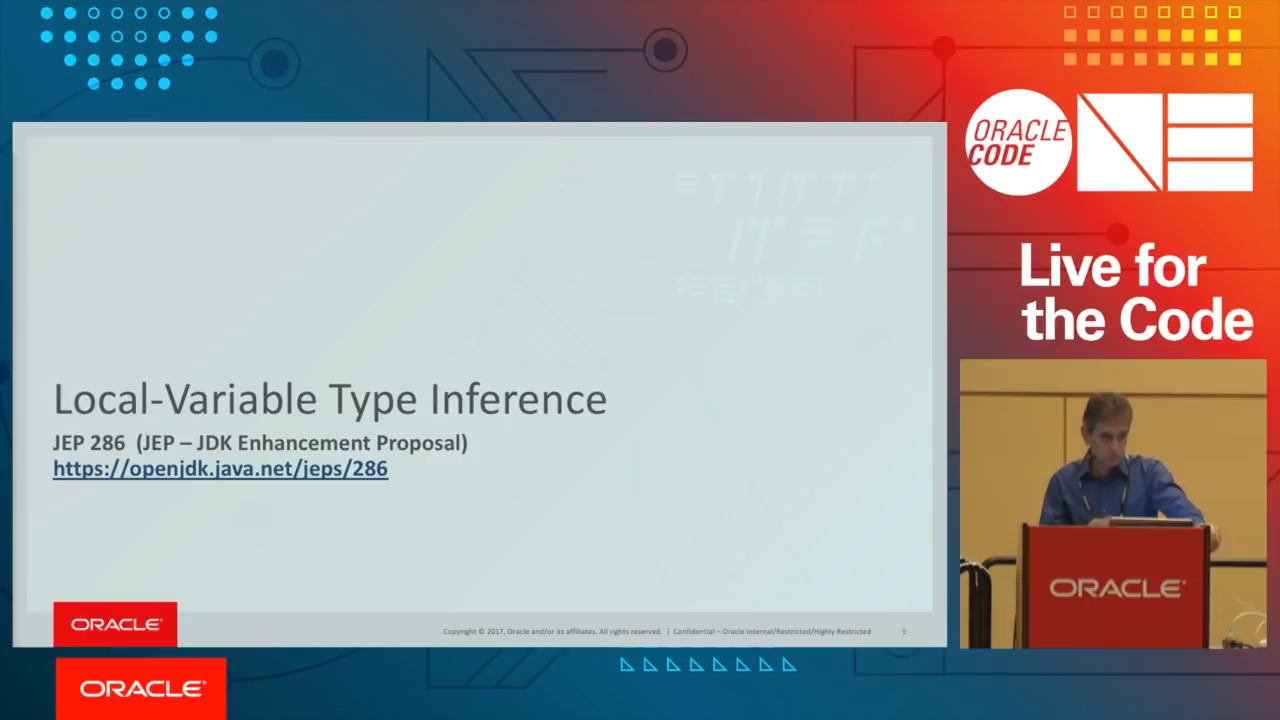 ORACLE
CODE
ONE
Live for
the Code
Local-Variable Type Inference
JEP 286 (JEP – JDK Enhancement Proposal)
https://openjdk.java.net/jeps/286
ORACLE®
Copyright © 2017, Oracle and/or its affiliates. All rights reserved. | Confidential – Oracle Internal/Restricted/Highly Restricted 5
ORACLE®
ORACLE®